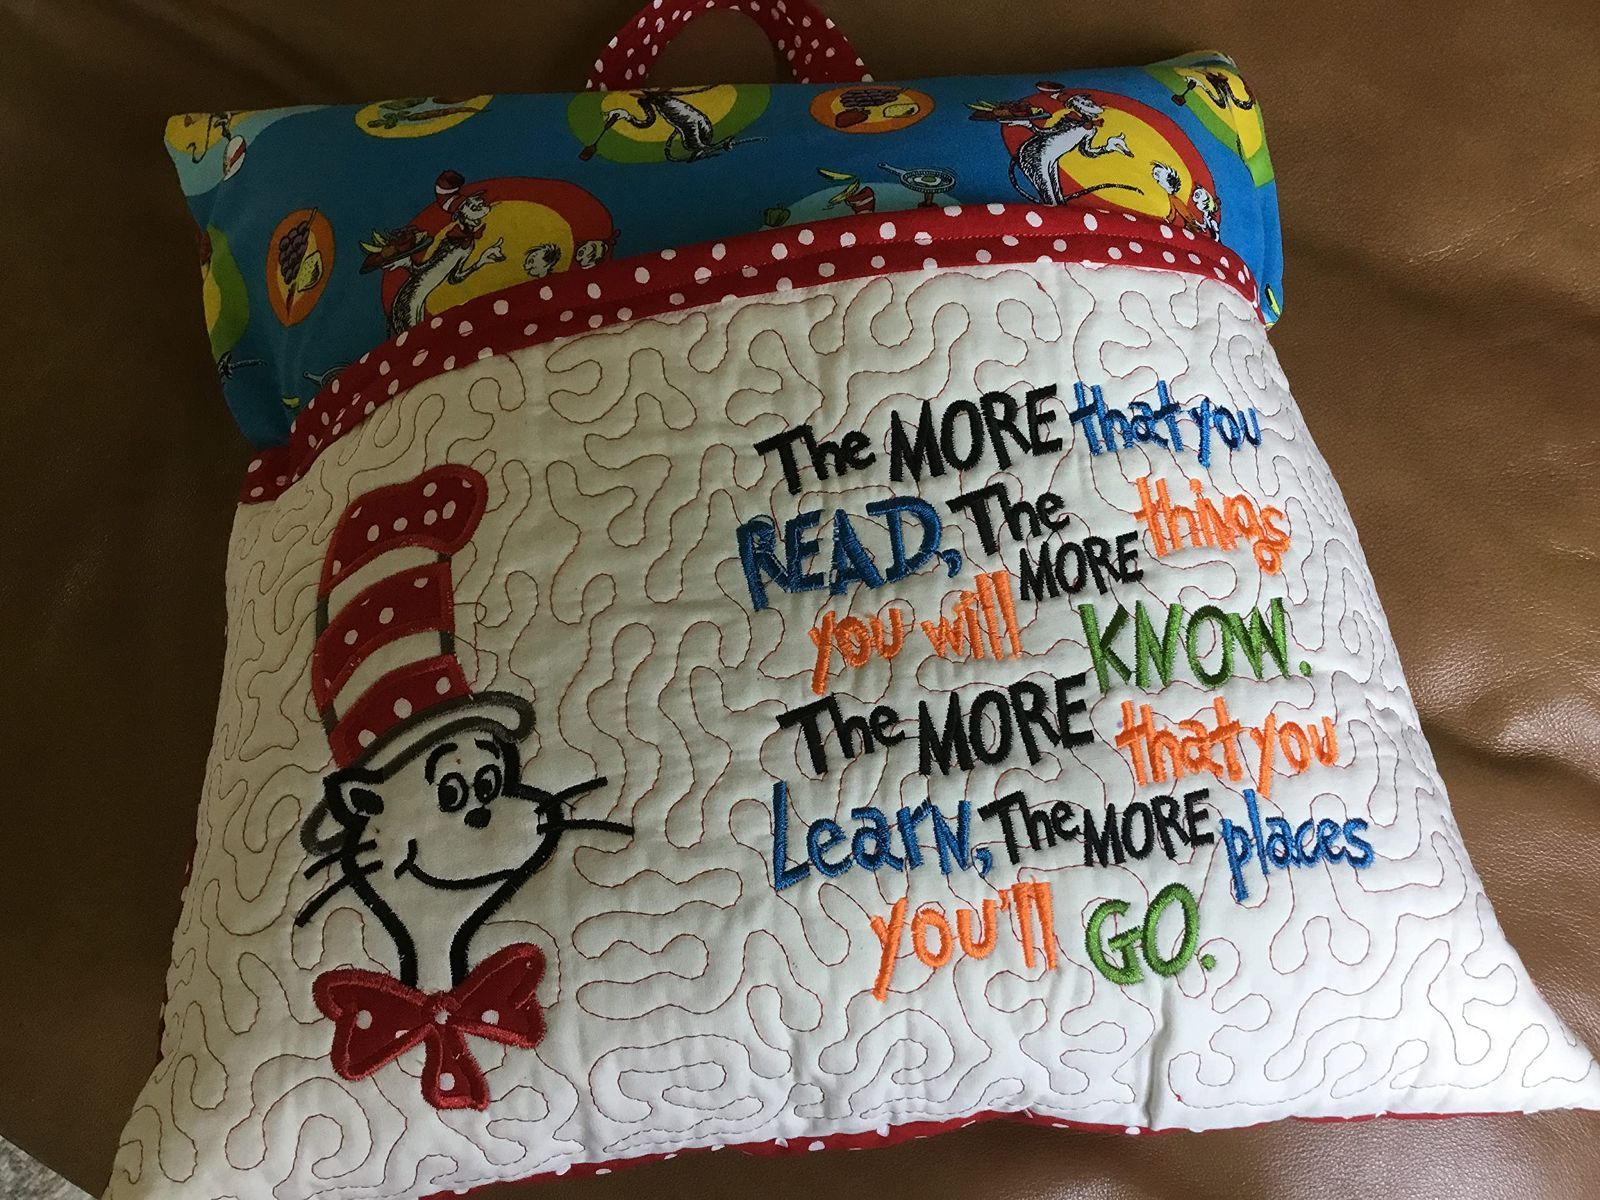 The MORE that you
READ, The MORE things
you will KNOW.
The MORE that you
Learn, The MORE places
you'll GO.